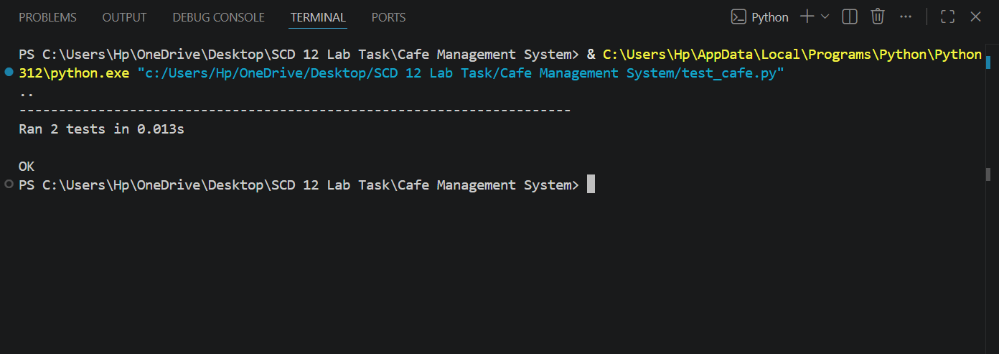 PROBLEMS OUTPUT DEBUG CONSOLE TERMINAL PORTS Python
PS C:\Users\Hp\OneDrive\Desktop\SCD 12 Lab Task\Cafe Management System> & C:\Users\Hp\AppData\Local\Programs\Python\Python
312\python.exe "c:/Users/Hp/OneDrive/Desktop/SCD 12 Lab Task/Cafe Management System/test_cafe.py"
..
----------------------------------------------------------------------
Ran 2 tests in 0.013s
OK
PS C:\Users\Hp\OneDrive\Desktop\SCD 12 Lab Task\Cafe Management System>